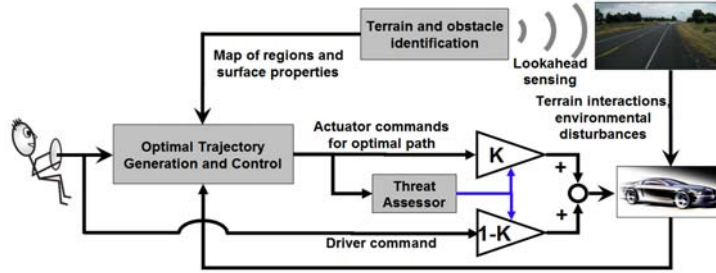 Terrain and obstacle
identification
Map of regions and
surface properties
Lookahead
sensing
Terrain interactions,
environmental
disturbances
Optimal Trajectory
Generation and Control
Actuator commands
for optimal path
K
+
Threat
Assessor
+
1-K
Driver command